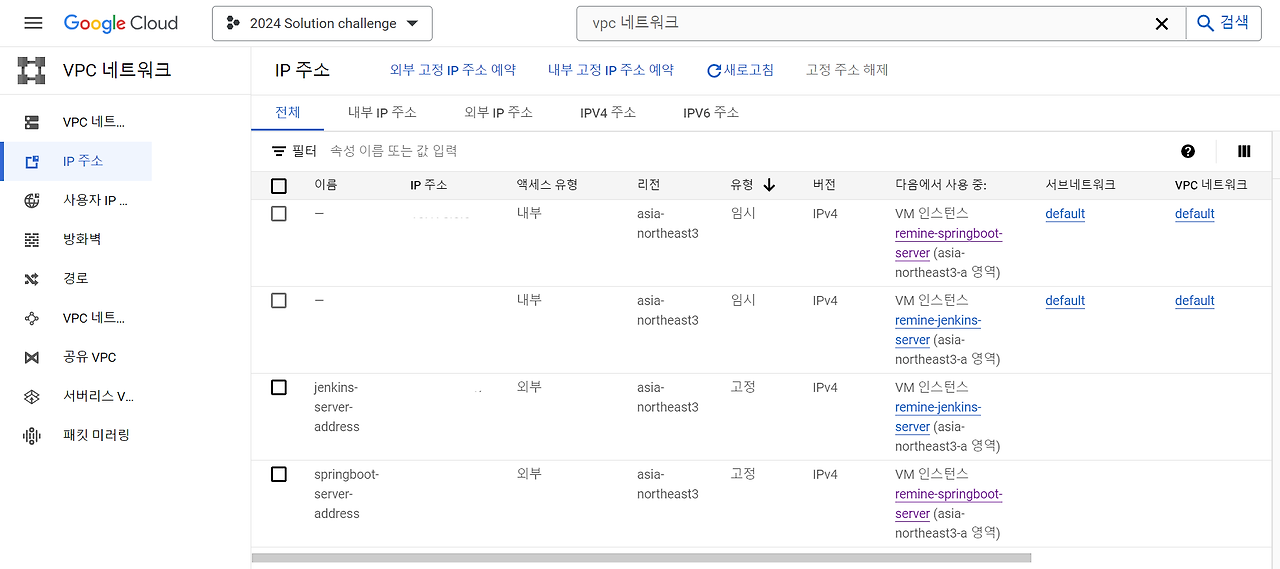 Google Cloud
2024 Solution challenge
vpc 네트워크
검색
VPC 네트워크
IP 주소
외부 고정 IP 주소 예약
내부 고정 IP 주소 예약
새로고침
고정 주소 해제
VPC 네트...
IP 주소
사용자 IP ...
방화벽
경로
VPC 네트...
공유 VPC
서버리스 V...
패킷 미러링
전체
내부 IP 주소
외부 IP 주소
IPV4 주소
IPV6 주소
필터
속성 이름 또는 값 입력
이름 IP 주소 액세스 유형 리전 유형 버전 다음에서 사용 중: 서브네트워크 VPC 네트워크
— 내부 asia- 임시 IPv4 VM 인스턴스 default default
northeast3 remine-springboot-
server (asia-
northeast3-a 영역)
— 내부 asia- 임시 IPv4 VM 인스턴스 default default
northeast3 remine-jenkins-
server (asia-
northeast3-a 영역)
jenkins- 외부 asia- 고정 IPv4 VM 인스턴스
server- northeast3 remine-jenkins-
address server (asia-
northeast3-a 영역)
springboot- 외부 asia- 고정 IPv4 VM 인스턴스
server- northeast3 remine-springboot-
address server (asia-
northeast3-a 영역)